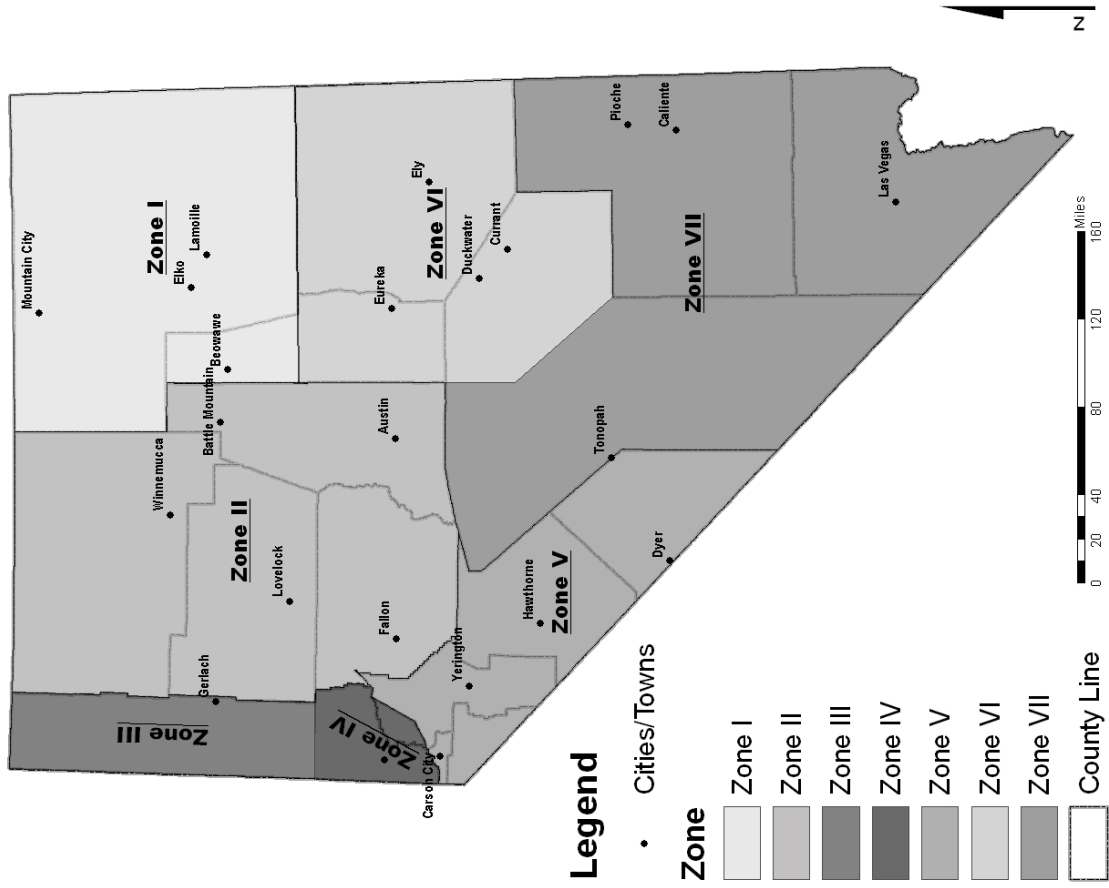 Mountain City
Zone I
Elko
Lamoille
Beowawe
Battle Mountain
Winnemucca
Zone II
Lovelock
Gerlach
Zone III
Zone IV
Carson City
Fallon
Austin
Eureka
Zone VI
Ely
Duckwater
Currant
Yerington
Hawthorne
Zone V
Dyer
Tonopah
Zone VII
Pioche
Caliente
Las Vegas
N
0 20 40 80 120 160
Miles
Legend
Cities/Towns
Zone
Zone I
Zone II
Zone III
Zone IV
Zone V
Zone VI
Zone VII
County Line